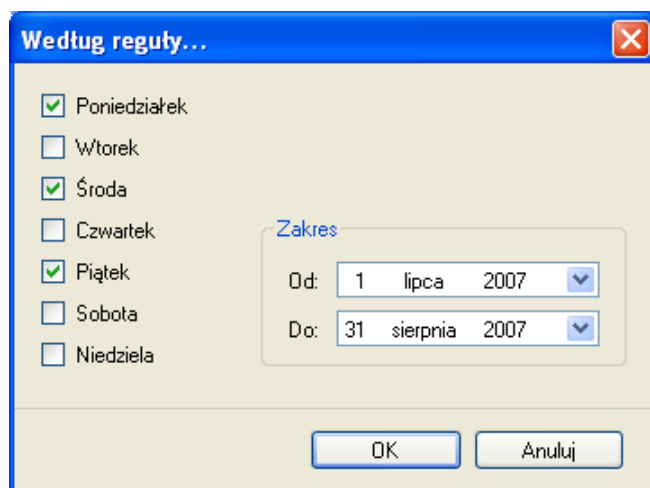 Według reguły...
Poniedziałek
Wtorek
Środa
Czwartek
Piątek
Sobota
Niedziela
Zakres
Od: 1 lipca 2007
Do: 31 sierpnia 2007
OK Anuluj